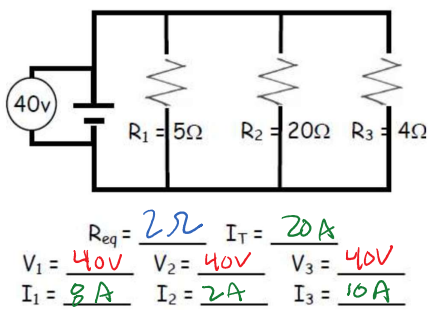 40v
R₁ = 5Ω R₂ = 20Ω R₃ = 4Ω
Req = 2Ω I_T = 20A
V₁ = 40V V₂ = 40V V₃ = 40V
I₁ = 8A I₂ = 2A I₃ = 10A